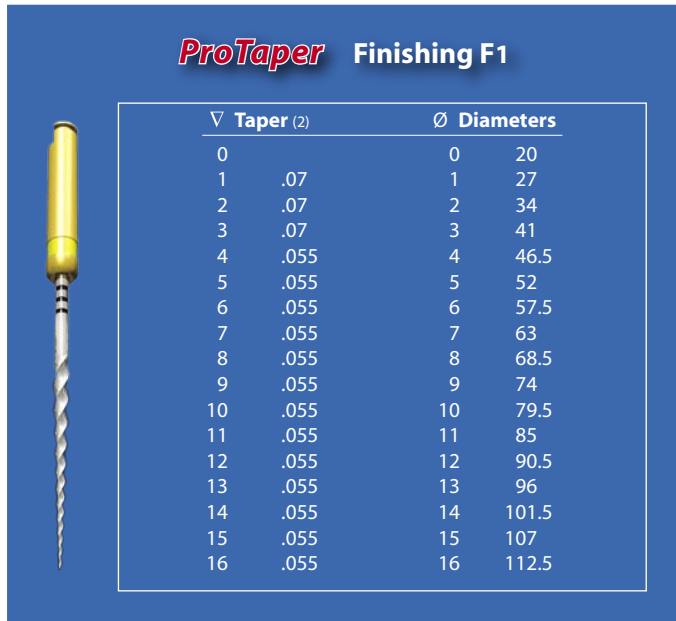 ProTaper Finishing F1
∇ Taper (2) Ø Diameters
0 0 20
1 .07 1 27
2 .07 2 34
3 .07 3 41
4 .055 4 46.5
5 .055 5 52
6 .055 6 57.5
7 .055 7 63
8 .055 8 68.5
9 .055 9 74
10 .055 10 79.5
11 .055 11 85
12 .055 12 90.5
13 .055 13 96
14 .055 14 101.5
15 .055 15 107
16 .055 16 112.5